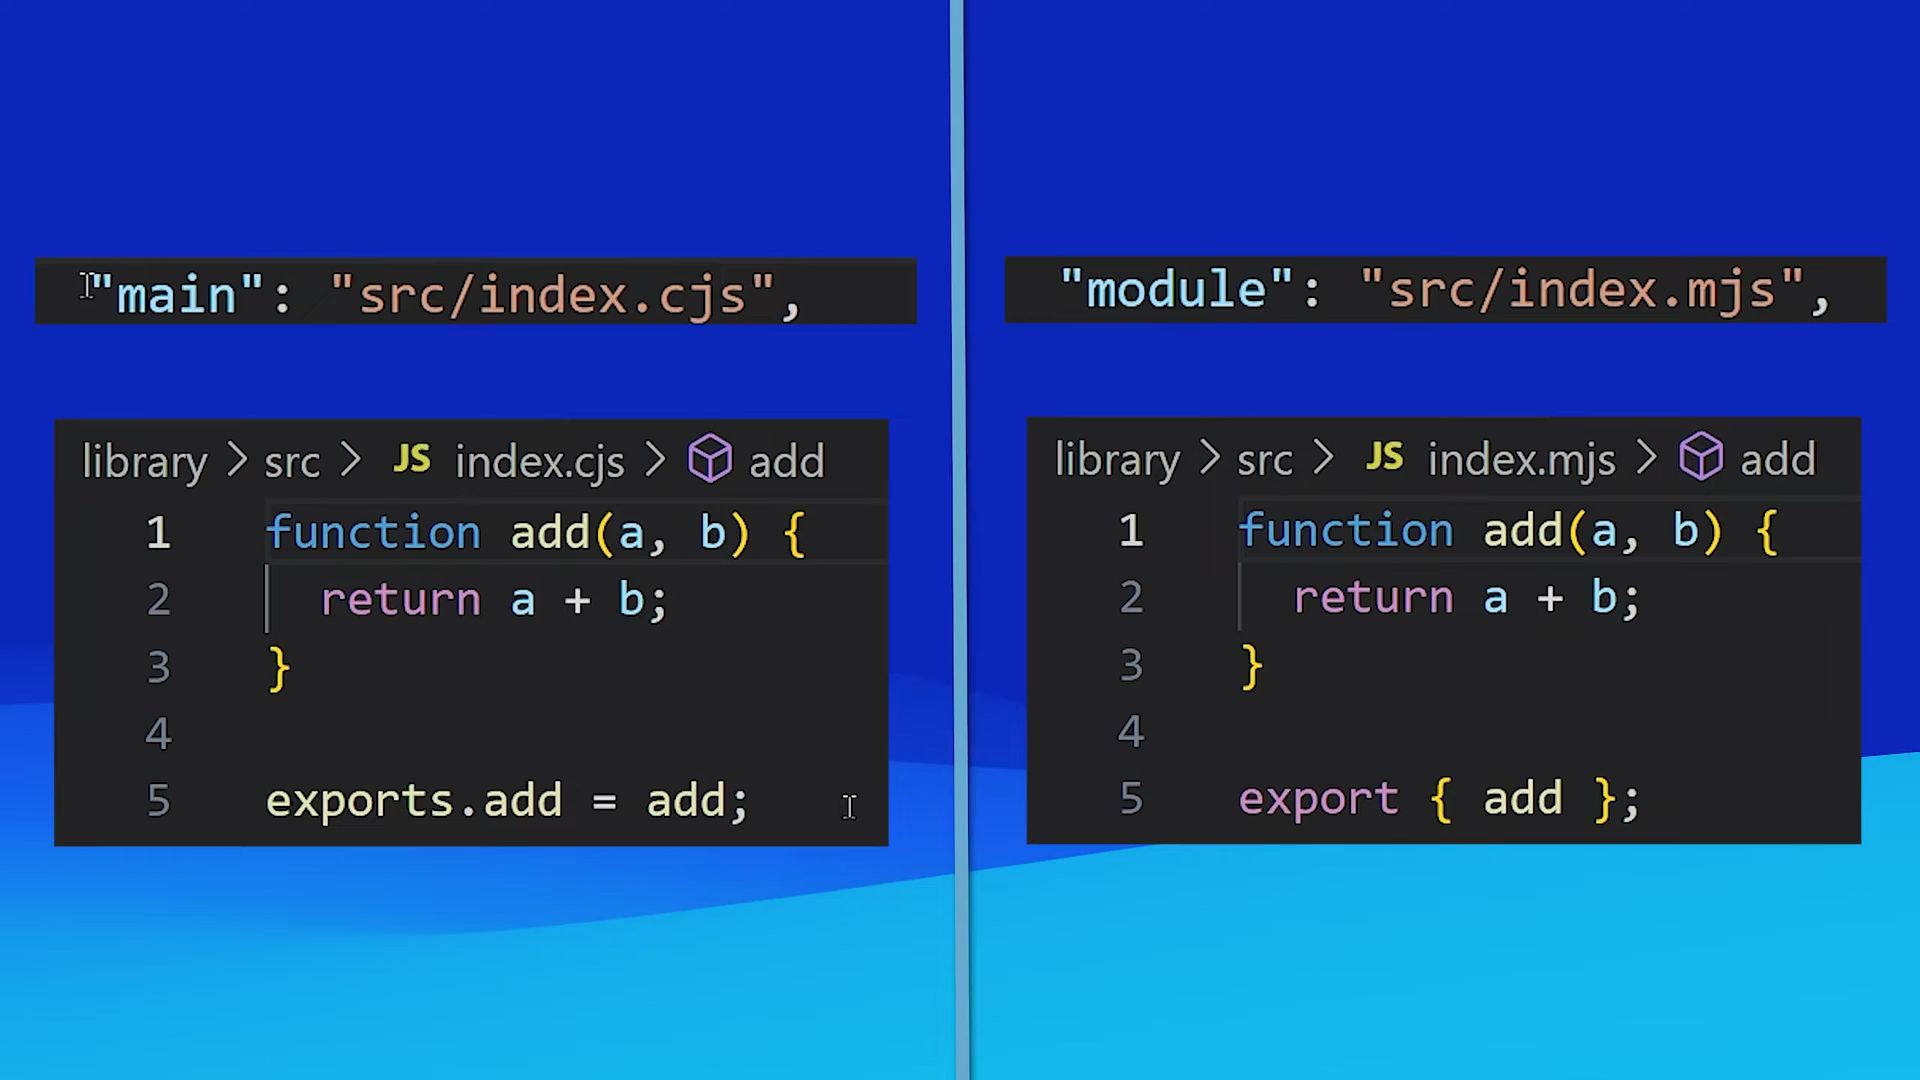 "main": "src/index.cjs",
library > src > JS index.cjs > add
1 function add(a, b) {
2 return a + b;
3 }
4
5 exports.add = add;
"module": "src/index.mjs",
library > src > JS index.mjs > add
1 function add(a, b) {
2 return a + b;
3 }
4
5 export { add };